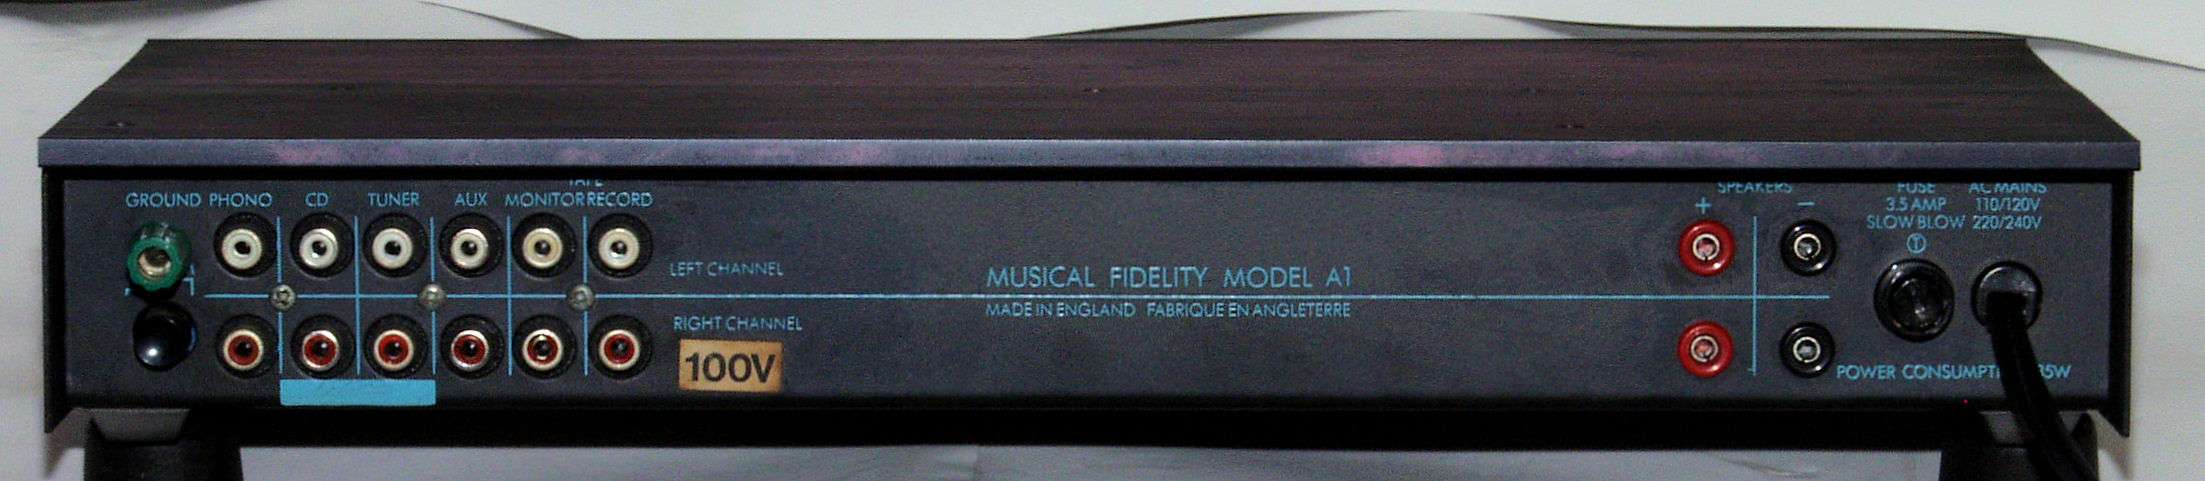 GROUND PHONO CD TUNER AUX MONITOR RECORD
TAPE
LEFT CHANNEL
RIGHT CHANNEL
100V
MUSICAL FIDELITY MODEL A1
MADE IN ENGLAND FABRIQUE EN ANGLETERRE
SPEAKERS
+ −
FUSE
3.5 AMP
SLOW BLOW
T
AC MAINS
110/120V
220/240V
POWER CONSUMPT